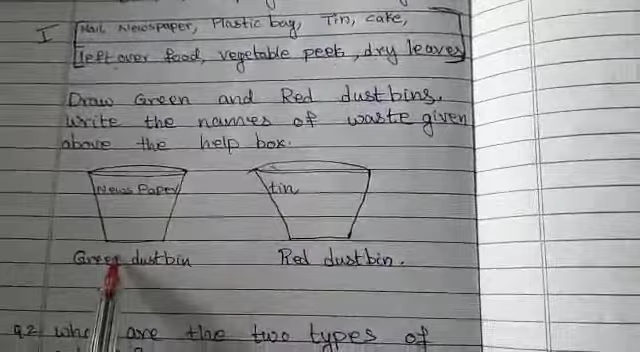 I Nail Newspaper, Plastic bag, Tin, cake,
left over food, vegetable peels, dry leaves
Draw Green and Red dustbins.
Write the names of waste given
above the help box.
News Paper
tin
Green dustbin
Red dustbin.
Q2 are the two types of